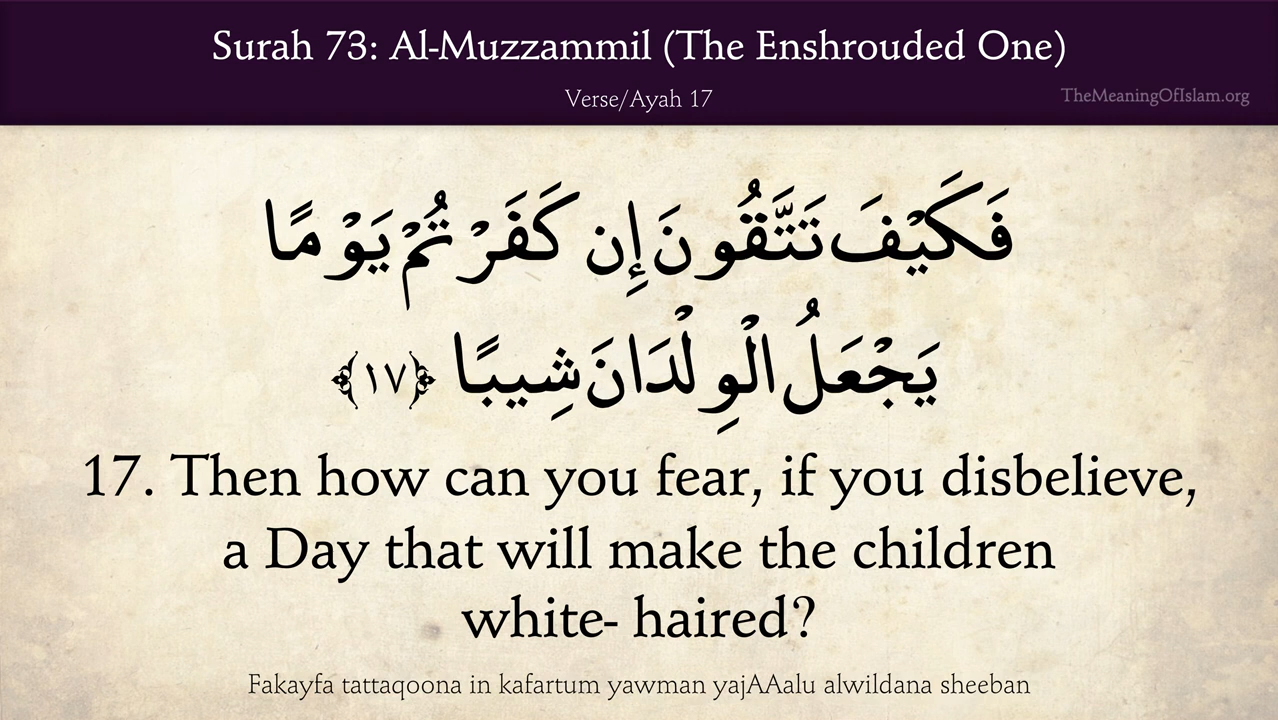 Surah 73: Al-Muzzammil (The Enshrouded One)
Verse/Ayah 17
TheMeaningOfIslam.org
فَكَيْفَ تَتَّقُونَ إِن كَفَرْتُمْ يَوْمًا
يَجْعَلُ الْوِلْدَانَ شِيبًا ﴿١٧﴾
17. Then how can you fear, if you disbelieve,
a Day that will make the children
white- haired?
Fakayfa tattaqoona in kafartum yawman yajAAalu alwildana sheeban